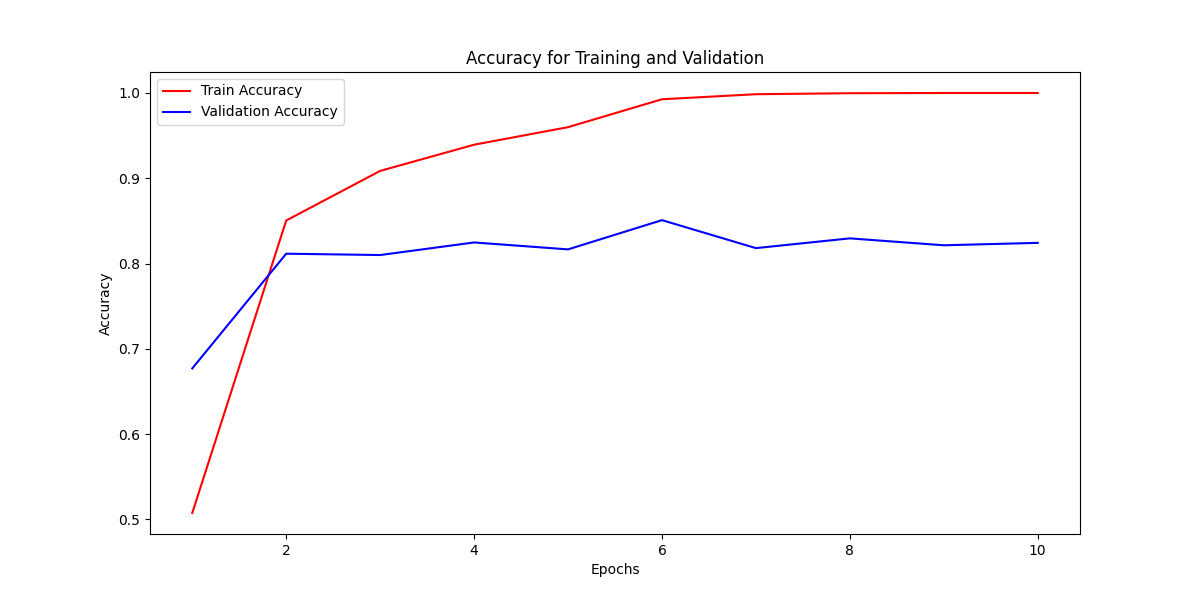 Accuracy for Training and Validation
Train Accuracy
Validation Accuracy
1.0
0.9
0.8
0.7
0.6
0.5
Accuracy
2 4 6 8 10
Epochs